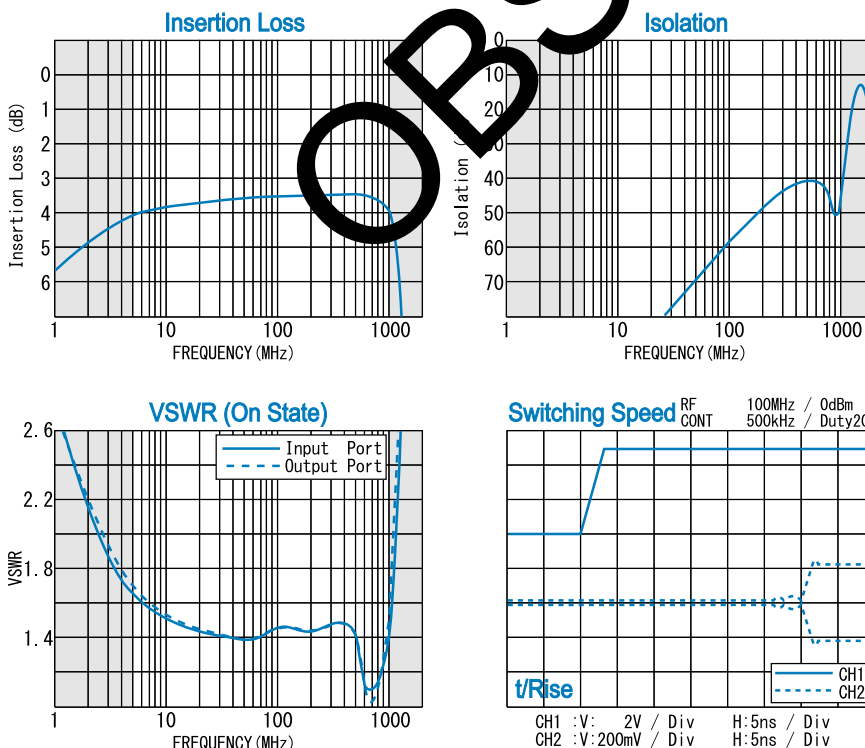 Insertion Loss
Isolation
OBS
Insertion Loss (dB)
0
1
2
3
4
5
6
1
10
100
1000
FREQUENCY(MHz)
Isolation (
0
10
20
30
40
50
60
70
1
10
100
1000
FREQUENCY(MHz)
VSWR (On State)
VSWR
2.6
2.2
1.8
1.4
Input Port
Output Port
1
10
100
1000
FREQUENCY(MHz)
Switching Speed
RF 100MHz / 0dBm
CONT 500kHz / Duty20
CH1
CH2
t/Rise
CH1 :V: 2V / Div H:5ns / Div
CH2 :V:200mV / Div H:5ns / Div